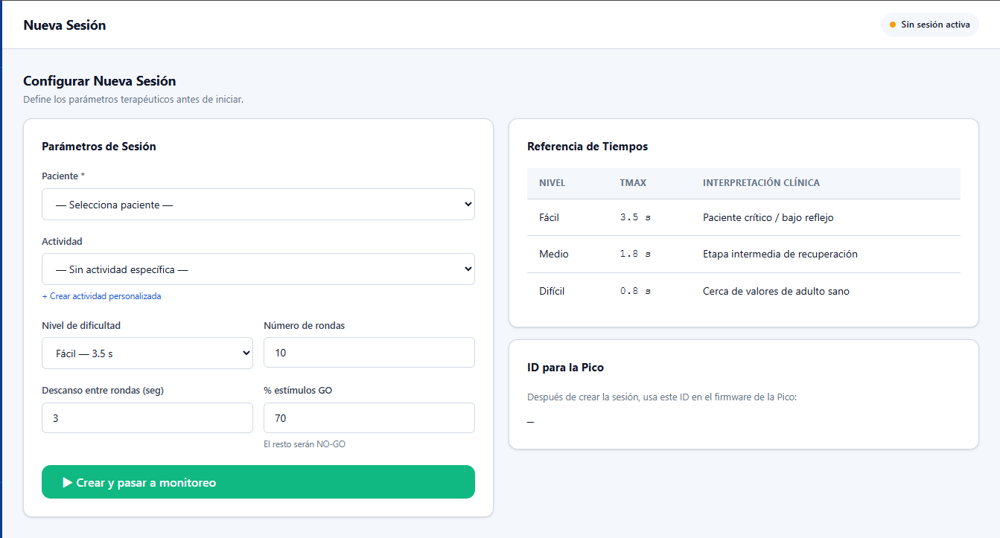 Nueva Sesión
Sin sesión activa
Configurar Nueva Sesión
Define los parámetros terapéuticos antes de iniciar.
Parámetros de Sesión
Paciente *
— Selecciona paciente —
Actividad
— Sin actividad específica —
+ Crear actividad personalizada
Nivel de dificultad
Fácil — 3.5 s
Número de rondas
10
Descanso entre rondas (seg)
3
% estímulos GO
70
El resto serán NO-GO
▶ Crear y pasar a monitoreo
Referencia de Tiempos
NIVEL TMAX INTERPRETACIÓN CLÍNICA
Fácil 3.5 s Paciente crítico / bajo reflejo
Medio 1.8 s Etapa intermedia de recuperación
Difícil 0.8 s Cerca de valores de adulto sano
ID para la Pico
Después de crear la sesión, usa este ID en el firmware de la Pico:
—